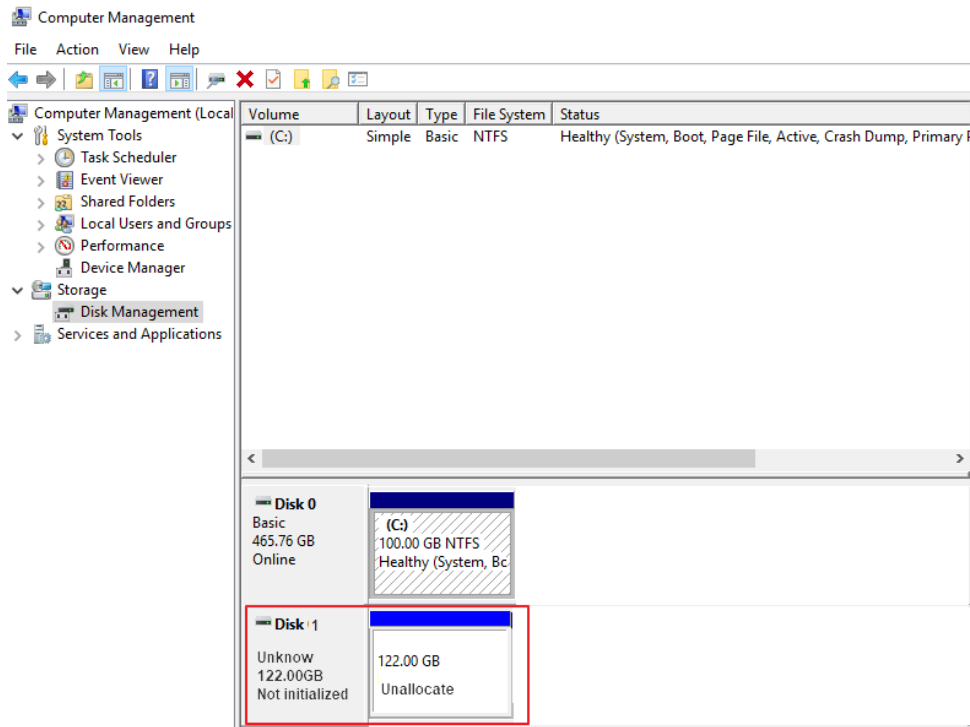 Computer Management
File Action View Help
Computer Management (Local
System Tools
Task Scheduler
Event Viewer
Shared Folders
Local Users and Groups
Performance
Device Manager
Storage
Disk Management
Services and Applications
Volume Layout Type File System Status
(C:) Simple Basic NTFS Healthy (System, Boot, Page File, Active, Crash Dump, Primary P
Disk 0
Basic
465.76 GB
Online
(C:)
100.00 GB NTFS
Healthy (System, Bc
Disk 1
Unknow
122.00GB
Not initialized
122.00 GB
Unallocate